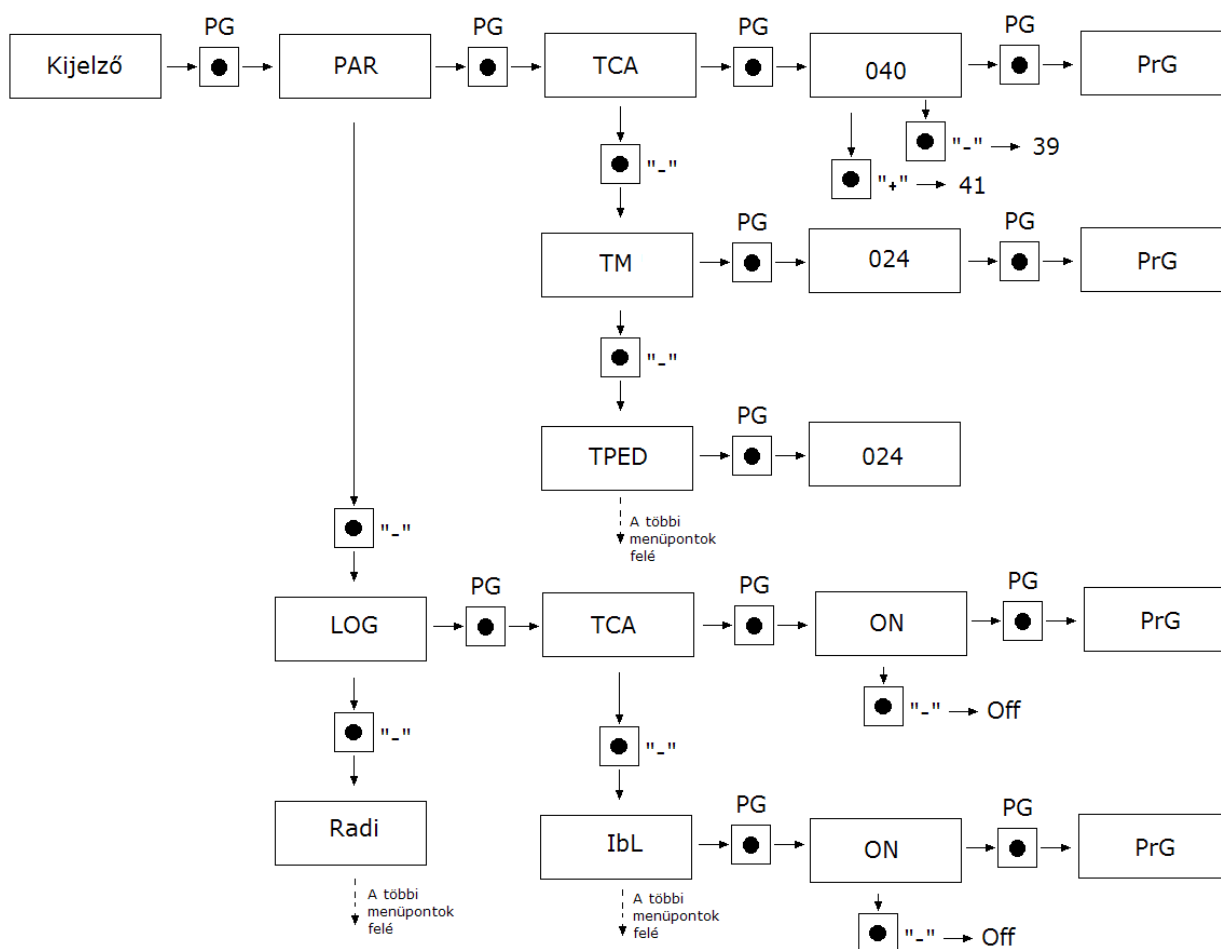 PG
PG
PG
PG
Kijelző
PAR
TCA
040
PrG
"-"
"-" → 39
"+" → 41
PG
PG
TM
024
PrG
"-"
PG
TPED
024
"-"
A többi
menüpontok
felé
PG
PG
PG
LOG
TCA
ON
PrG
"-"
"-"
"-" → Off
PG
PG
Radi
IbL
ON
PrG
A többi
menüpontok
felé
A többi
menüpontok
felé
"-" → Off